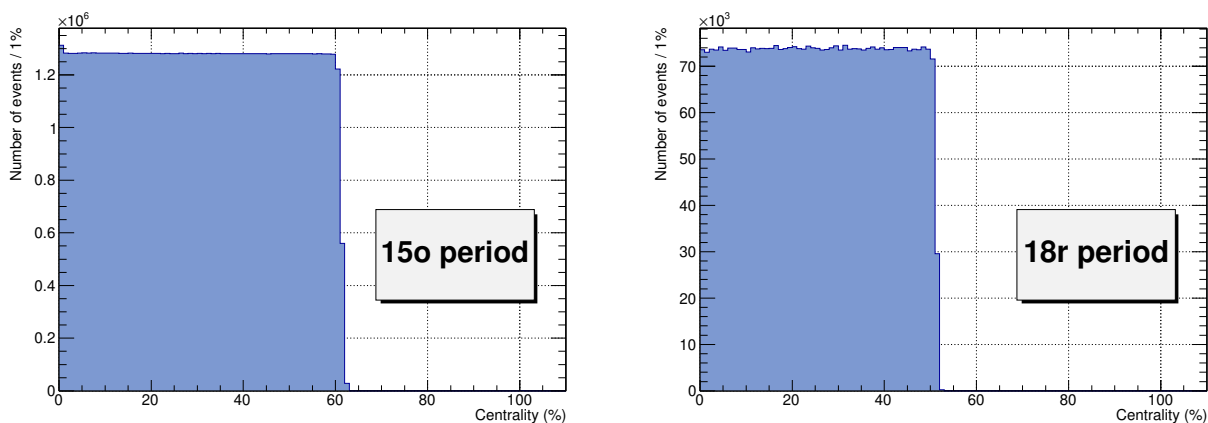 ×10⁶
Number of events / 1%
1.2
1
0.8
0.6
0.4
0.2
0
15o period
0 20 40 60 80 100
Centrality (%)
×10³
Number of events / 1%
70
60
50
40
30
20
10
0
18r period
0 20 40 60 80 100
Centrality (%)